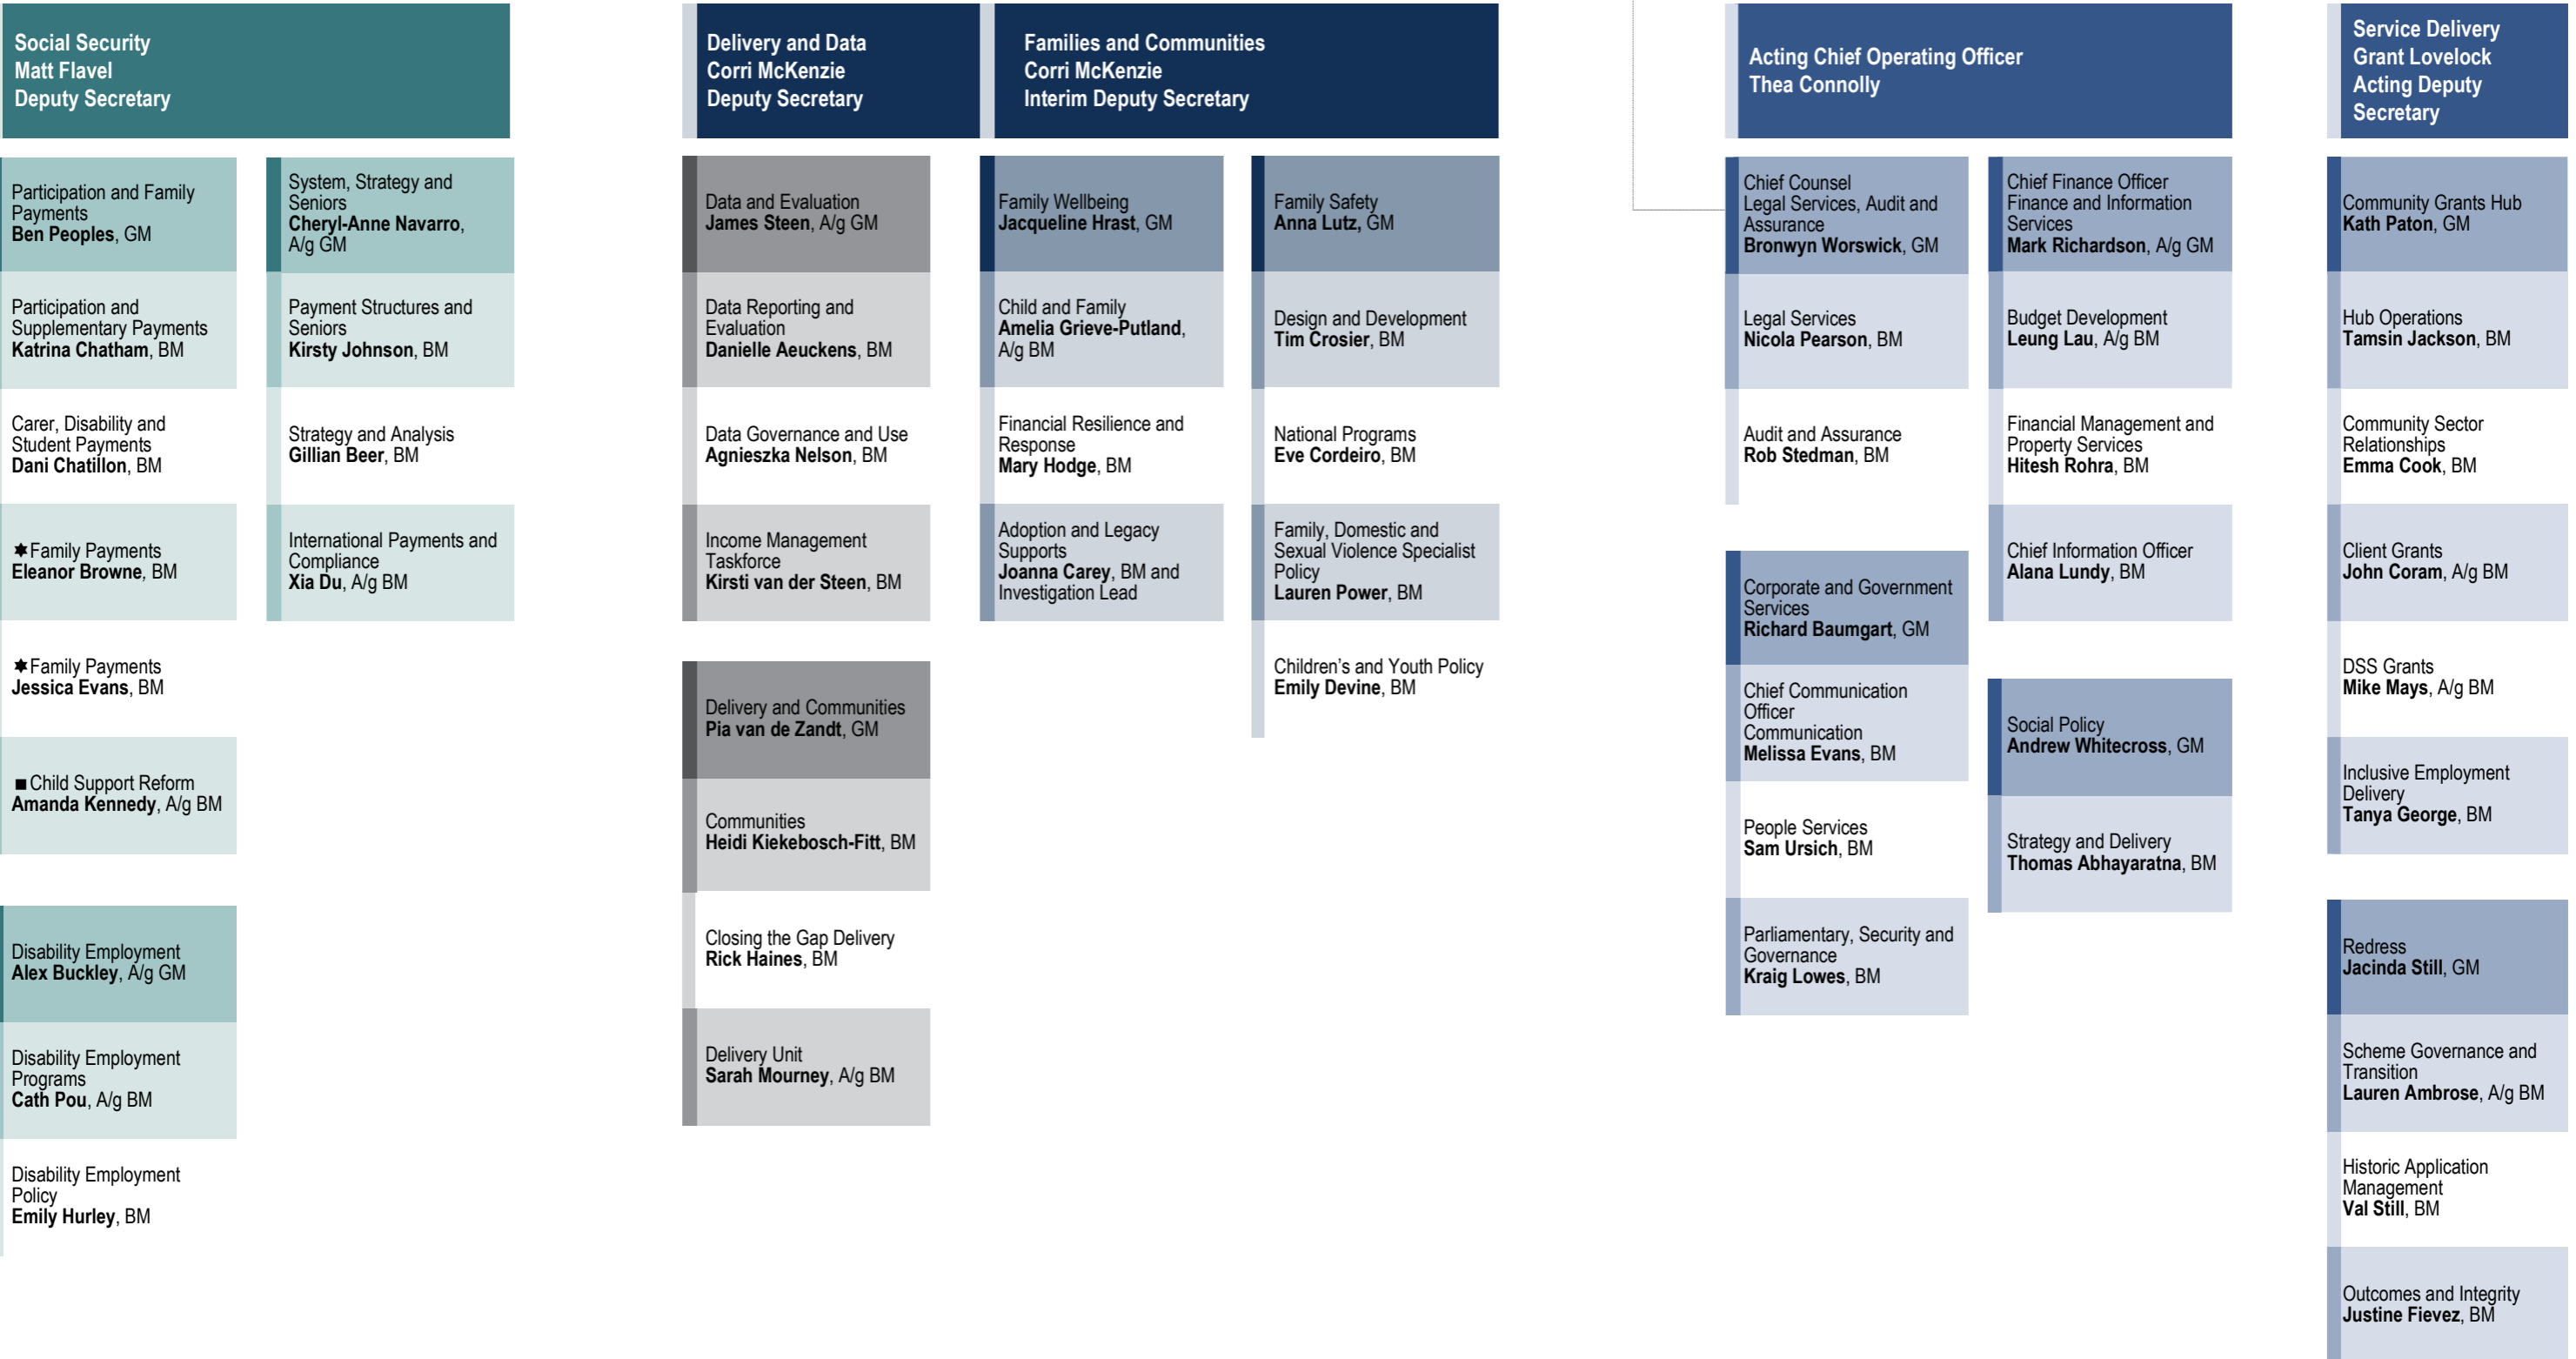 Social Security
Matt Flavel
Deputy Secretary
Participation and Family
Payments
Ben Peoples, GM
Participation and
Supplementary Payments
Katrina Chatham, BM
Carer, Disability and
Student Payments
Dani Chatillon, BM
✶Family Payments
Eleanor Browne, BM
✶Family Payments
Jessica Evans, BM
■Child Support Reform
Amanda Kennedy, A/g BM
Disability Employment
Alex Buckley, A/g GM
Disability Employment
Programs
Cath Pou, A/g BM
Disability Employment
Policy
Emily Hurley, BM
System, Strategy and
Seniors
Cheryl-Anne Navarro,
A/g GM
Payment Structures and
Seniors
Kirsty Johnson, BM
Strategy and Analysis
Gillian Beer, BM
International Payments and
Compliance
Xia Du, A/g BM
Delivery and Data
Corri McKenzie
Deputy Secretary
Data and Evaluation
James Steen, A/g GM
Data Reporting and
Evaluation
Danielle Aeuckens, BM
Data Governance and Use
Agnieszka Nelson, BM
Income Management
Taskforce
Kirsti van der Steen, BM
Delivery and Communities
Pia van de Zandt, GM
Communities
Heidi Kiekebosch-Fitt, BM
Closing the Gap Delivery
Rick Haines, BM
Delivery Unit
Sarah Mourney, A/g BM
Families and Communities
Corri McKenzie
Interim Deputy Secretary
Family Wellbeing
Jacqueline Hrast, GM
Child and Family
Amelia Grieve-Putland,
A/g BM
Financial Resilience and
Response
Mary Hodge, BM
Adoption and Legacy
Supports
Joanna Carey, BM and
Investigation Lead
Family Safety
Anna Lutz, GM
Design and Development
Tim Crosier, BM
National Programs
Eve Cordeiro, BM
Family, Domestic and
Sexual Violence Specialist
Policy
Lauren Power, BM
Children's and Youth Policy
Emily Devine, BM
Acting Chief Operating Officer
Thea Connolly
Chief Counsel
Legal Services, Audit and
Assurance
Bronwyn Worswick, GM
Legal Services
Nicola Pearson, BM
Audit and Assurance
Rob Stedman, BM
Corporate and Government
Services
Richard Baumgart, GM
Chief Communication
Officer
Communication
Melissa Evans, BM
People Services
Sam Ursich, BM
Parliamentary, Security and
Governance
Kraig Lowes, BM
Chief Finance Officer
Finance and Information
Services
Mark Richardson, A/g GM
Budget Development
Leung Lau, A/g BM
Financial Management and
Property Services
Hitesh Rohra, BM
Chief Information Officer
Alana Lundy, BM
Social Policy
Andrew Whitecross, GM
Strategy and Delivery
Thomas Abhayaratna, BM
Service Delivery
Grant Lovelock
Acting Deputy
Secretary
Community Grants Hub
Kath Paton, GM
Hub Operations
Tamsin Jackson, BM
Community Sector
Relationships
Emma Cook, BM
Client Grants
John Coram, A/g BM
DSS Grants
Mike Mays, A/g BM
Inclusive Employment
Delivery
Tanya George, BM
Redress
Jacinda Still, GM
Scheme Governance and
Transition
Lauren Ambrose, A/g BM
Historic Application
Management
Val Still, BM
Outcomes and Integrity
Justine Fievez, BM